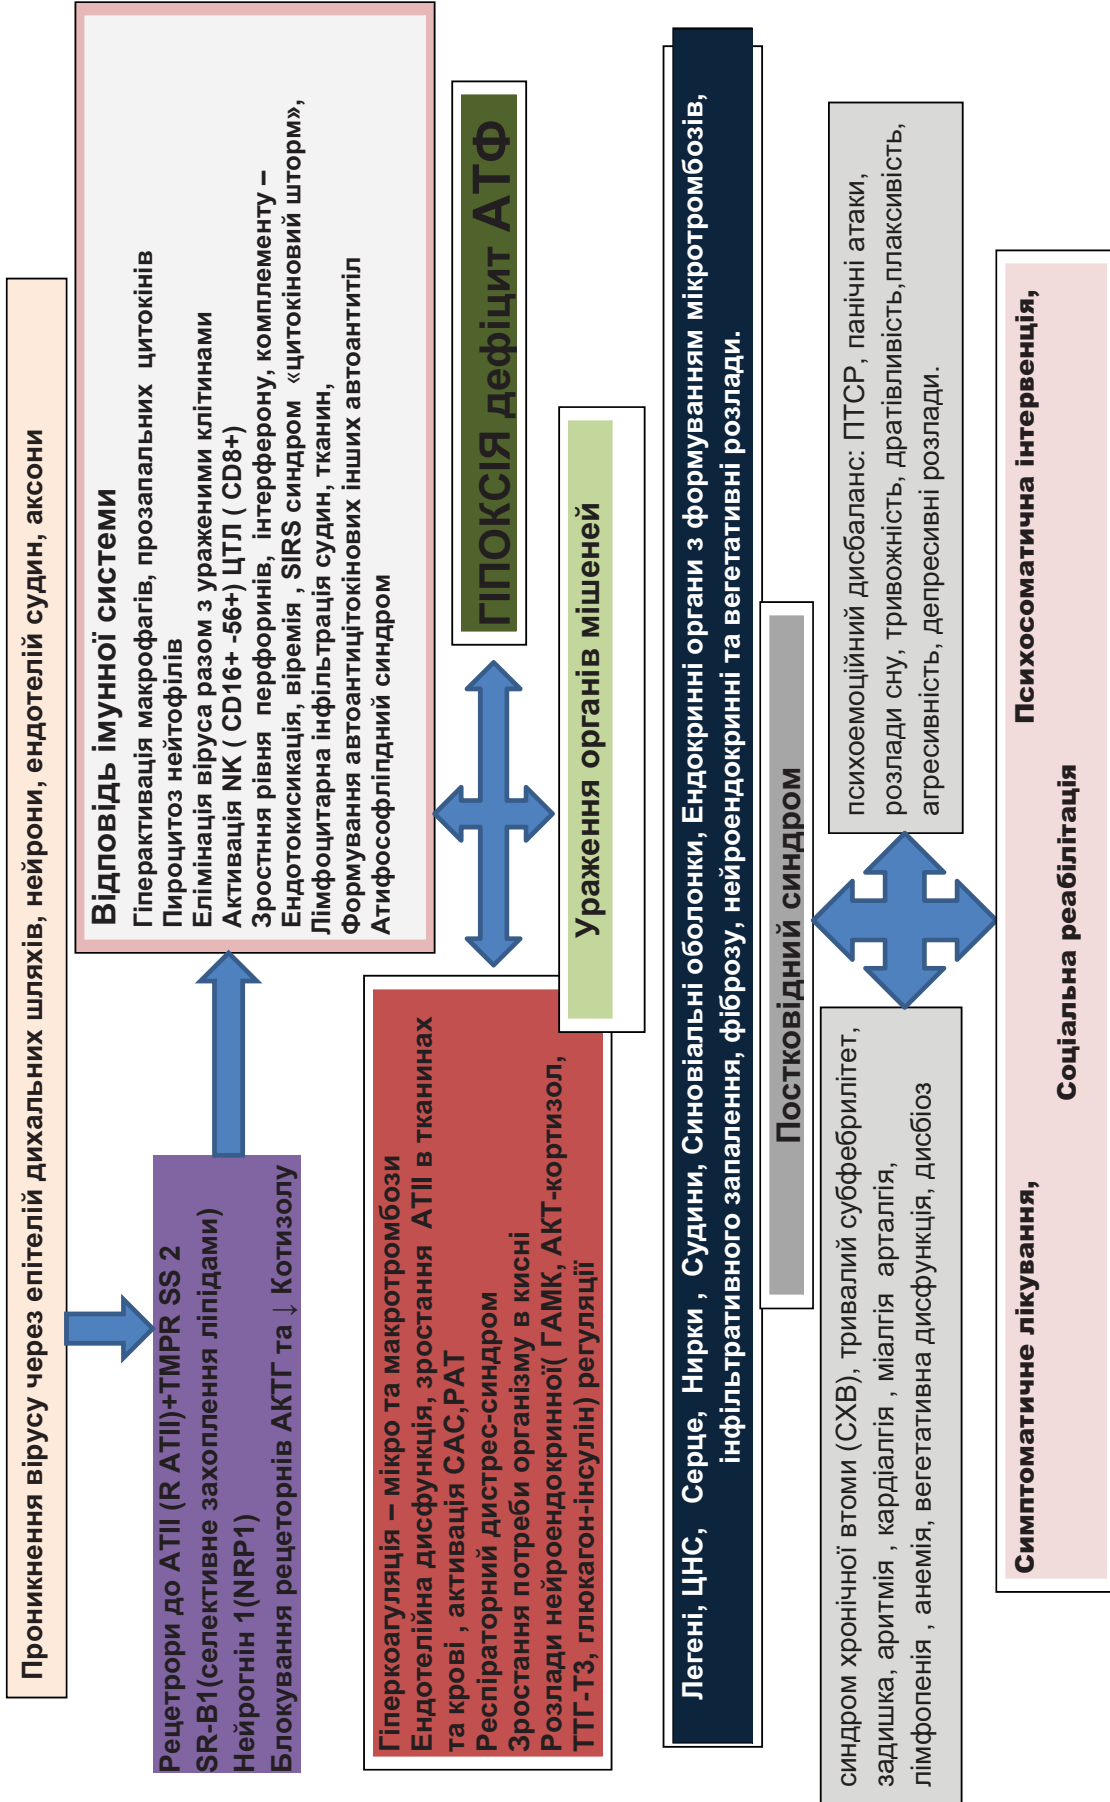 Проникнення вірусу через епітелій дихальних шляхів, нейрони, ендотелій судин, аксони
Рецетрори до АТІІ (R АТІІ)+TMPR SS 2
SR-B1(селективне захоплення ліпідами)
Нейрогнін 1(NRP1)
Блокування рецеторнів АКТГ та ↓ Котизолу
Відповідь імунної системи
Гіперактивація макрофагів, прозапальних цитокінів
Пироцитоз нейтофілів
Елімінація віруса разом з ураженими клітинами
Активація NK ( CD16+ -56+) ЦТЛ ( CD8+)
Зростння рівня перфоринів, інтерферону, комплементу –
Ендотокисикація, віремія , SIRS синдром «цитокіновий шторм»,
Лімфоцитарна інфільтрація судин, тканин,
Формування автоантицітокінових інших автоантитіл
Атифософліпдний синдром
Гіперкоагуляція – мікро та макротромбози
Ендотелійна дисфункція, зростання АТІІ в тканинах
та крові , активація САС,РАТ
Респіраторний дистрес-синдром
Зростання потреби організму в кисні
Розлади нейроендокринної( ГАМК, АКТ-кортизол,
ТТГ-Т3, глюкагон-інсулін) регуляції
ГІПОКСІЯ дефіцит АТФ
Ураження органів мішеней
Легені, ЦНС, Серце, Нирки , Судини, Синовіальні оболонки, Ендокринні органи з формуванням мікротромбозів,
інфільтративного запалення, фіброзу, нейроендокринні та вегетативні розлади.
Постковідний синдром
синдром хронічної втоми (СХВ), тривалий субфебрилітет,
задишка, аритмія , кардіалгія , міалгія арталгія,
лімфопенія , анемія, вегетативна дисфункція, дисбіоз
психоемоційний дисбаланс: ПТСР, панічні атаки,
розлади сну, тривожність, дратівливість,плаксивість,
агресивність, депресивні розлади.
Симптоматичне лікування, Психосоматична інтервенція,
Соціальна реабілітація